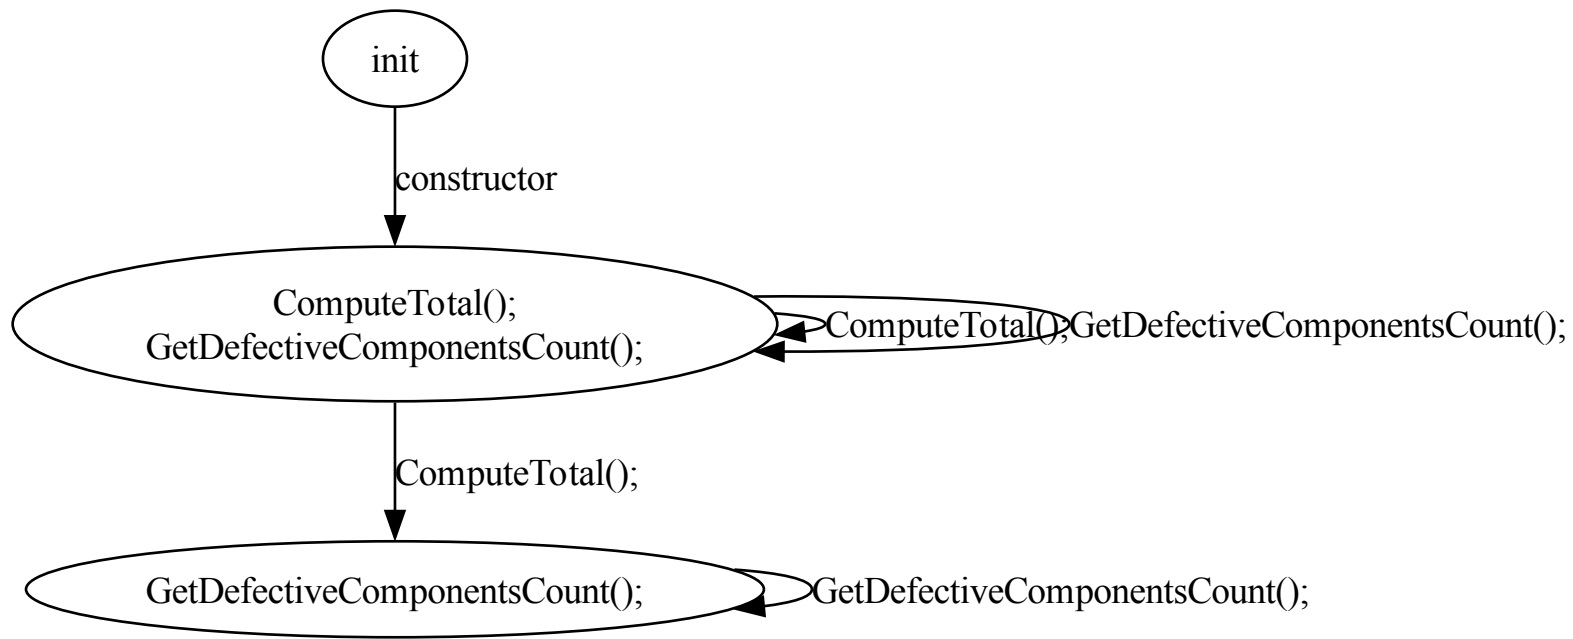 init
constructor
ComputeTotal();
GetDefectiveComponentsCount();
ComputeTotal();
GetDefectiveComponentsCount();
ComputeTotal();
GetDefectiveComponentsCount();
GetDefectiveComponentsCount();